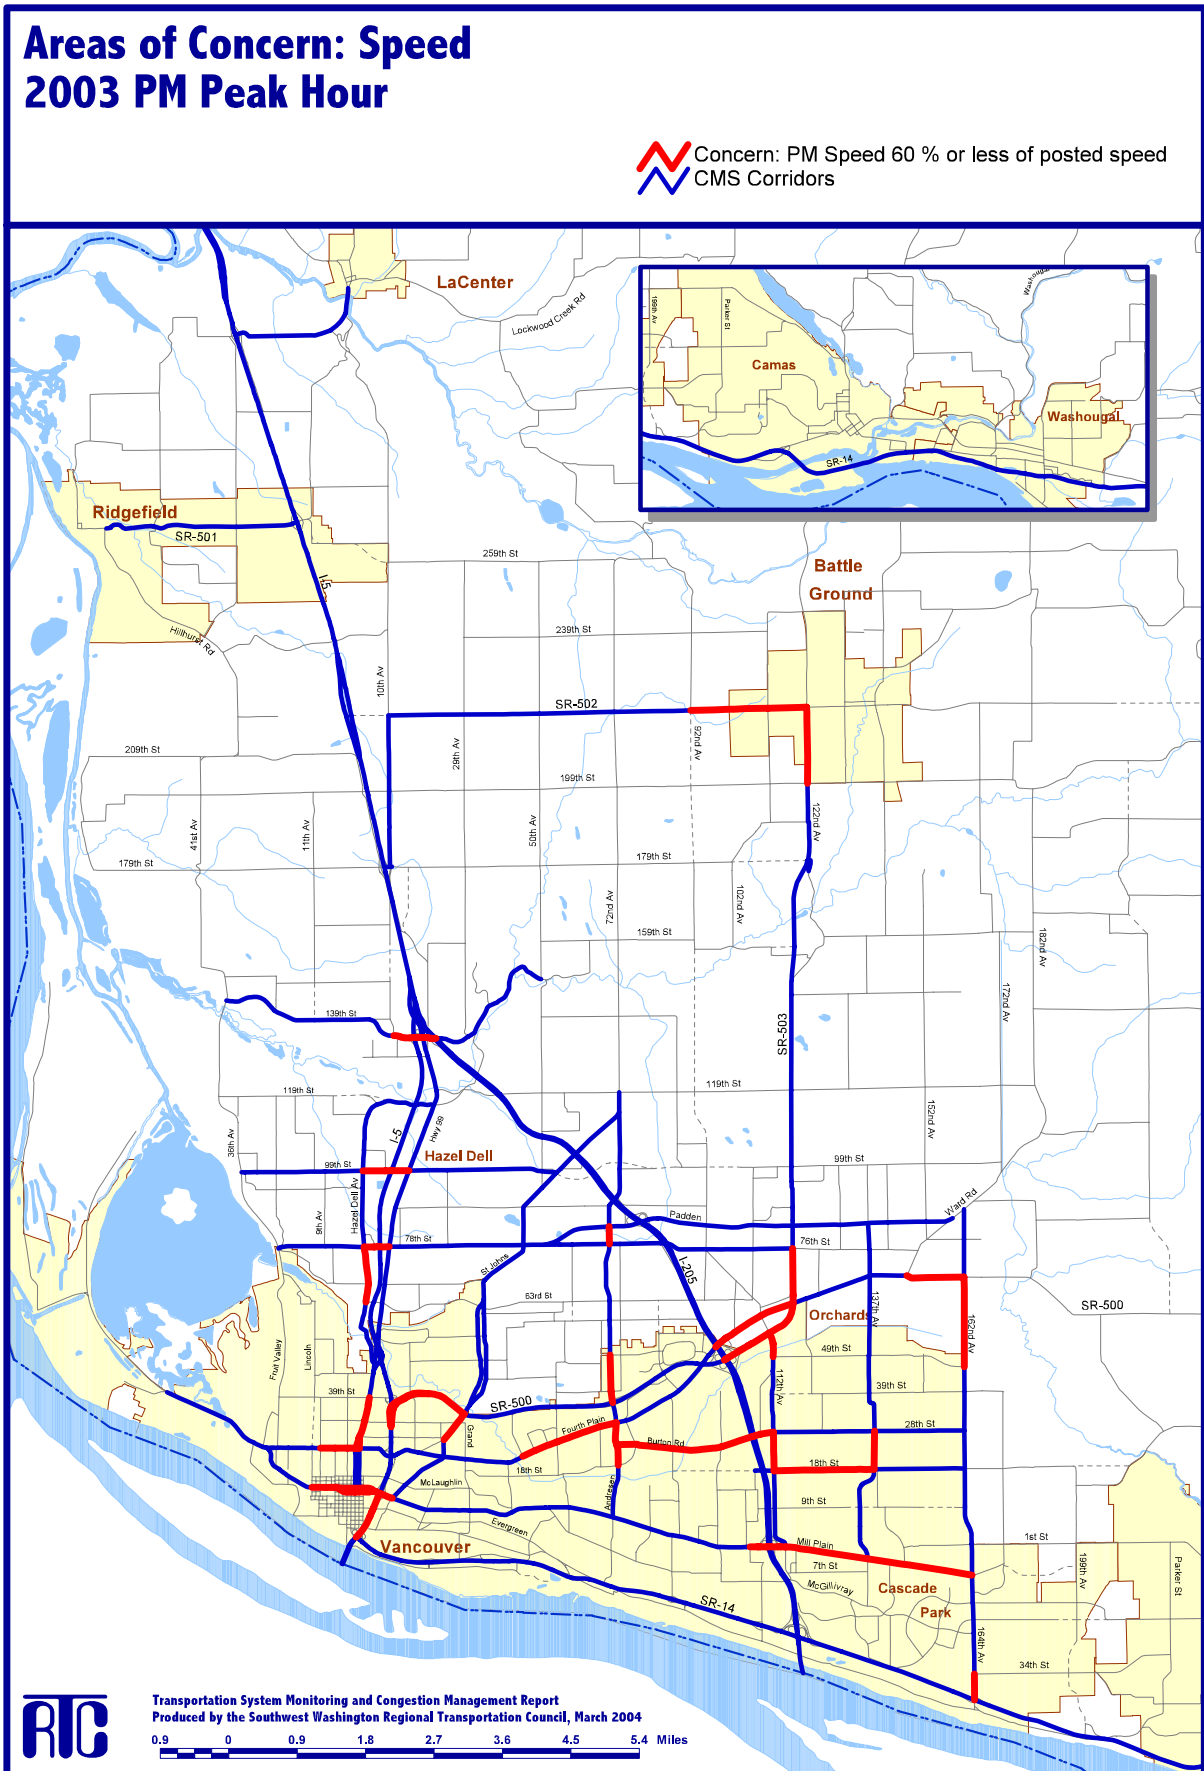 Areas of Concern: Speed
2003 PM Peak Hour
Concern: PM Speed 60 % or less of posted speed
CMS Corridors
LaCenter
Lockwood Creek Rd
199th Av
Parker St
Washougal
Camas
Washougal
SR-14
Ridgefield
SR-501
I-5
259th St
Battle
Ground
Hillhurst Rd
239th St
10th Av
SR-502
29th Av
92nd Av
209th St
199th St
41st Av
11th Av
50th Av
122nd Av
179th St
179th St
72nd Av
102nd Av
159th St
182nd Av
172nd Av
139th St
SR-503
119th St
119th St
152nd Av
36th Av
I-5
Hwy 99
Hazel Dell
99th St
99th St
Hazel Dell Av
9th Av
Padden
Ward Rd
78th St
76th St
St Johns
I-205
63rd St
137th Av
SR-500
Orchards
162nd Av
Fruit Valley
Lincoln
49th St
112th Av
39th St
39th St
SR-500
Fourth Plain
Grand
28th St
Burton Rd
18th St
18th St
McLaughlin
Andresen
9th St
Evergreen
1st St
Mill Plain
Vancouver
7th St
199th Av
Parker St
McGillivray
Cascade
Park
SR-14
164th Av
34th St
RTC
Transportation System Monitoring and Congestion Management Report
Produced by the Southwest Washington Regional Transportation Council, March 2004
0.9 0 0.9 1.8 2.7 3.6 4.5 5.4 Miles